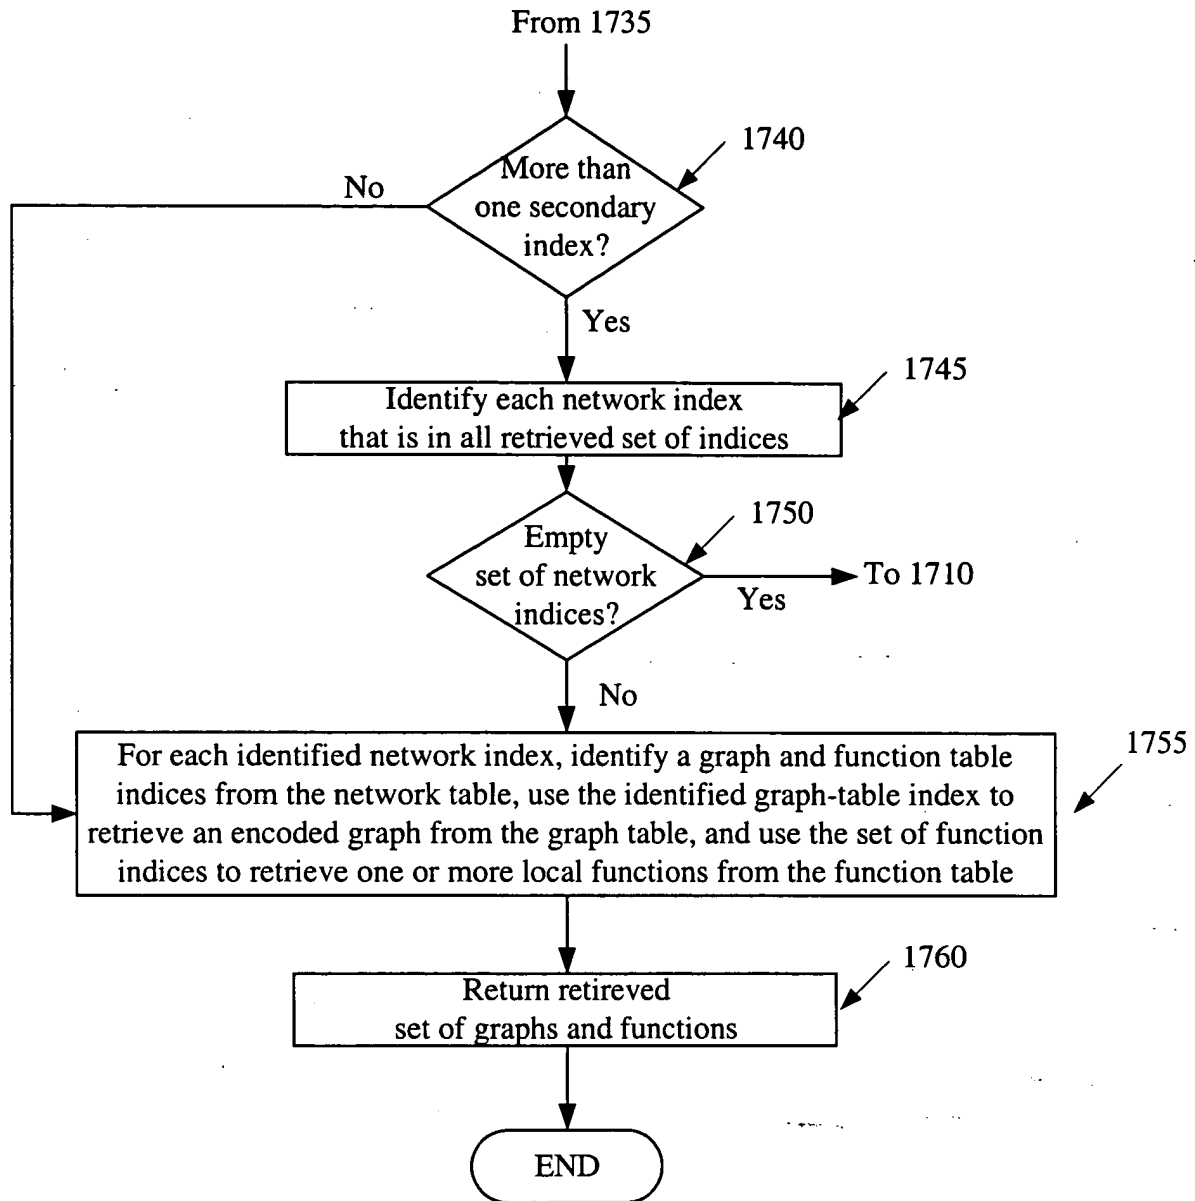 From 1735
1740
More than
one secondary
index?
No
Yes
1745
Identify each network index
that is in all retrieved set of indices
1750
Empty
set of network
indices?
To 1710
Yes
No
1755
For each identified network index, identify a graph and function table
indices from the network table, use the identified graph-table index to
retrieve an encoded graph from the graph table, and use the set of function
indices to retrieve one or more local functions from the function table
1760
Return retireved
set of graphs and functions
END